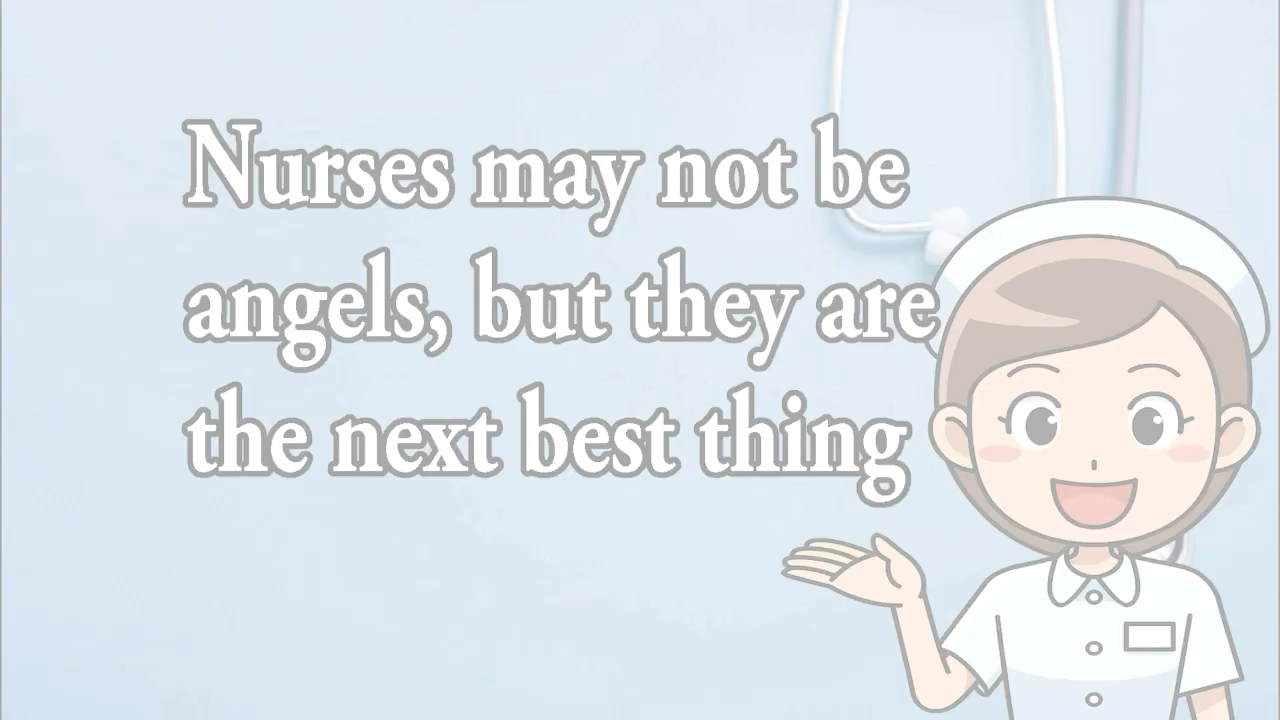 Nurses may not be
angels, but they are
the next best thing